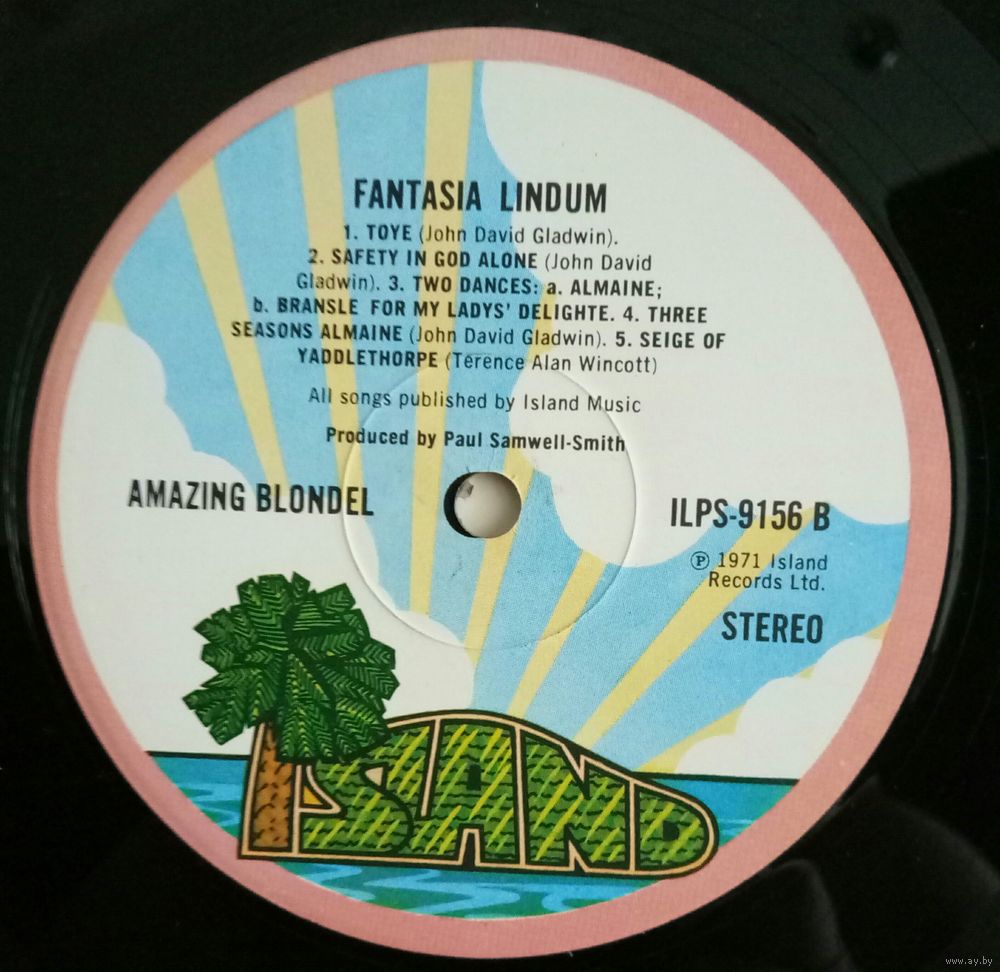 FANTASIA LINDUM
1. TOYE (John David Gladwin).
2. SAFETY IN GOD ALONE (John David
Gladwin). 3. TWO DANCES: a. ALMAINE;
b. BRANSLE FOR MY LADYS' DELIGHTE. 4. THREE
SEASONS ALMAINE (John David Gladwin). 5. SEIGE OF
YADDLETHORPE (Terence Alan Wincott)
All songs published by Island Music
Produced by Paul Samwell-Smith
AMAZING BLONDEL
ILPS-9156 B
℗ 1971 Island
Records Ltd.
STEREO
ISLAND
www.ay.by